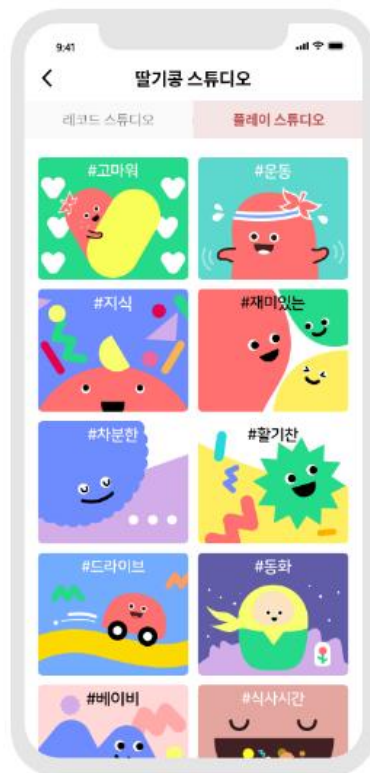 9:41
딸기콩 스튜디오
레코드 스튜디오
플레이 스튜디오
#고마워
#운동
#지식
#재미있는
#차분한
#활기찬
#드라이브
#동화
#베이비
#식사시간